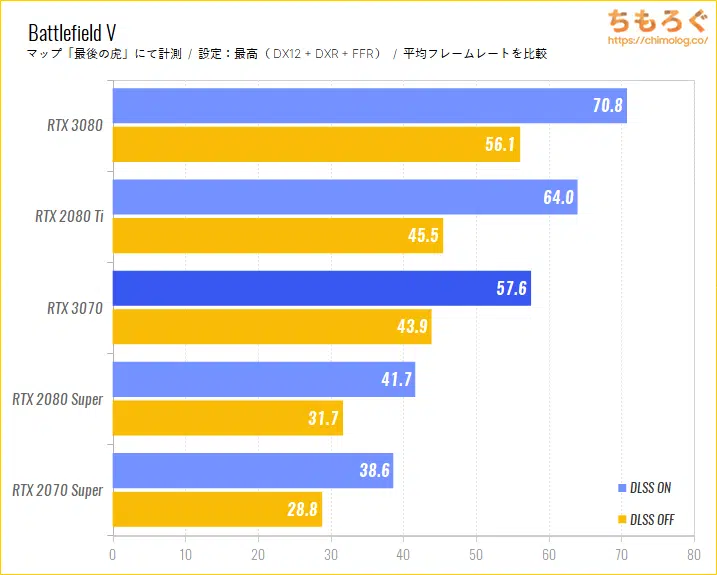 Battlefield V
ちもろぐ
https://chimolog.co/
マップ「最後の虎」にて計測 / 設定：最高（ DX12 + DXR + FFR） / 平均フレームレートを比較
RTX 3080
70.8
56.1
RTX 2080 Ti
64.0
45.5
RTX 3070
57.6
43.9
RTX 2080 Super
41.7
31.7
RTX 2070 Super
38.6
28.8
DLSS ON
DLSS OFF
0 10 20 30 40 50 60 70 80